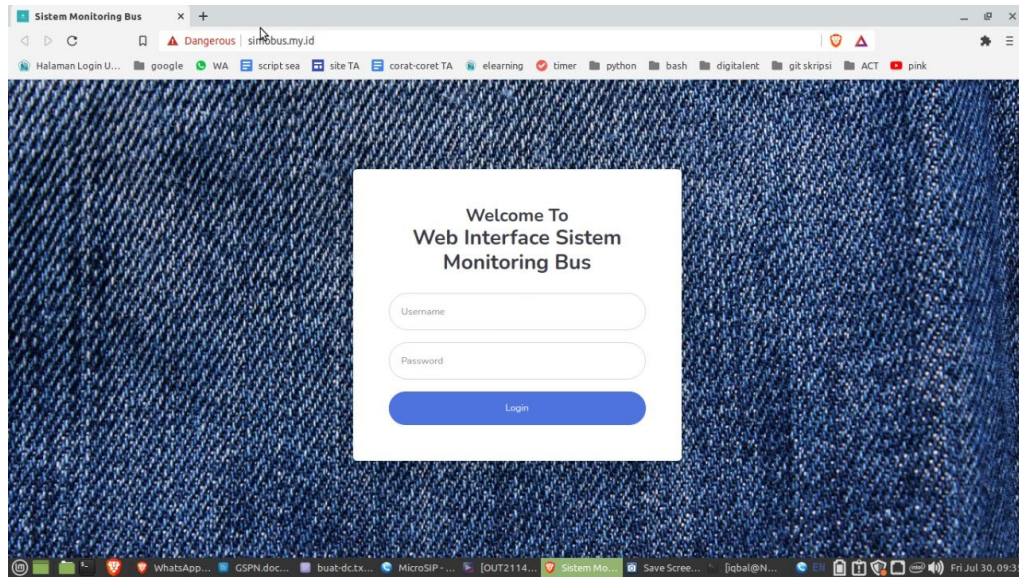 Sistem Monitoring Bus
Dangerous simobus.my.id
Halaman Login U... google WA script sea site TA corat-coret TA elearning timer python bash digitalent git skripsi ACT pink
Welcome To
Web Interface Sistem
Monitoring Bus
Username
Password
Login
WhatsApp... GSPN.doc... buat-dc.tx... MicroSIP - ... [OUT2114... Sistem Mo... Save Scree... [iqbal@N... EN Fri Jul 30, 09:3